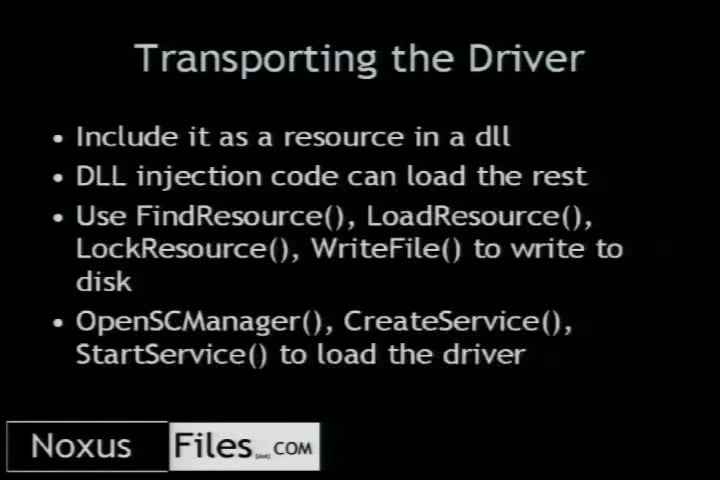 Transporting the Driver
• Include it as a resource in a dll
• DLL injection code can load the rest
• Use FindResource(), LoadResource(),
LockResource(), WriteFile() to write to
disk
• OpenSCManager(), CreateService(),
StartService() to load the driver
Noxus Files .COM